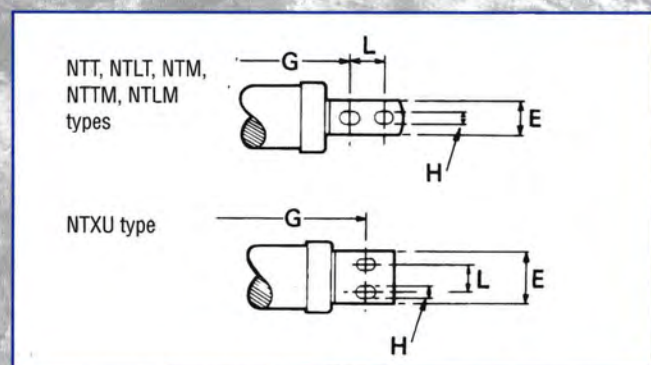 NTT, NTLT, NTM,
NTTM, NTLM
types
G
L
E
H
NTXU type
G
L
E
H